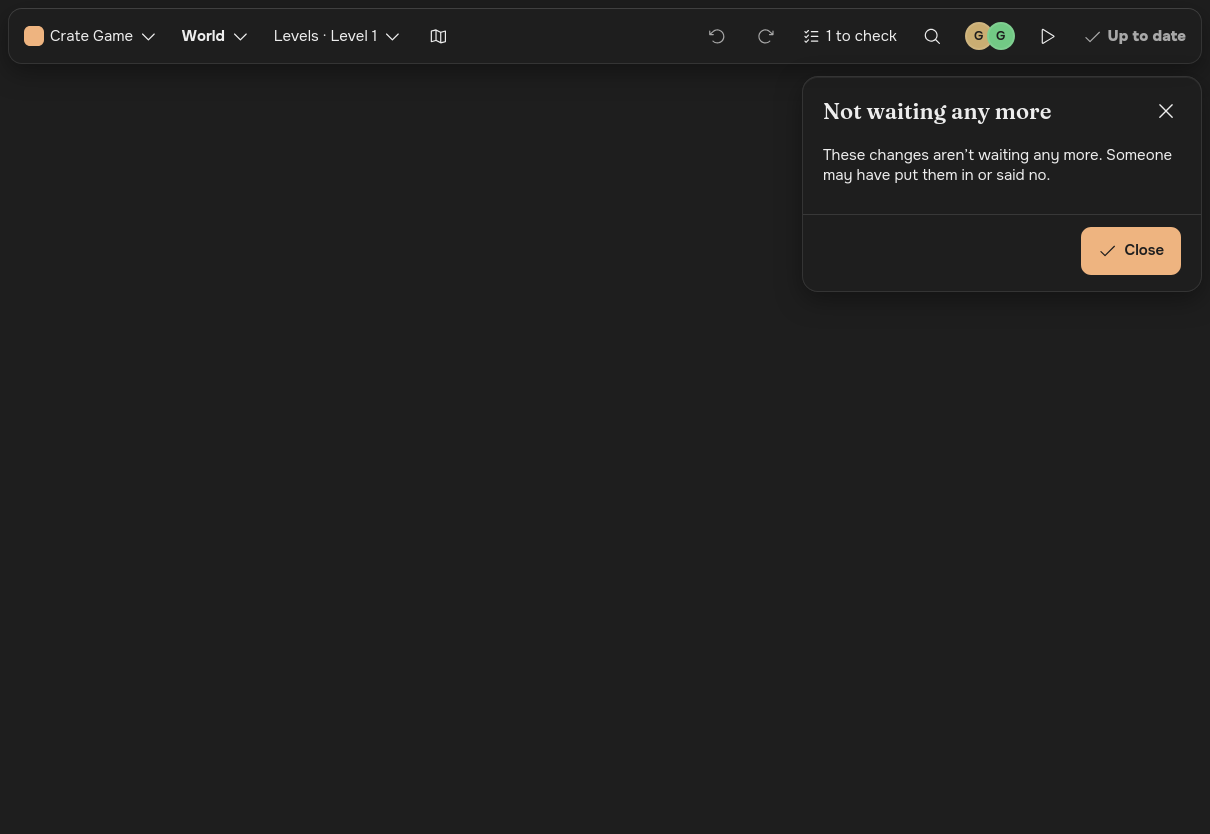 Crate Game World Levels · Level 1 1 to check G G Up to date
Not waiting any more
These changes aren't waiting any more. Someone
may have put them in or said no.
Close